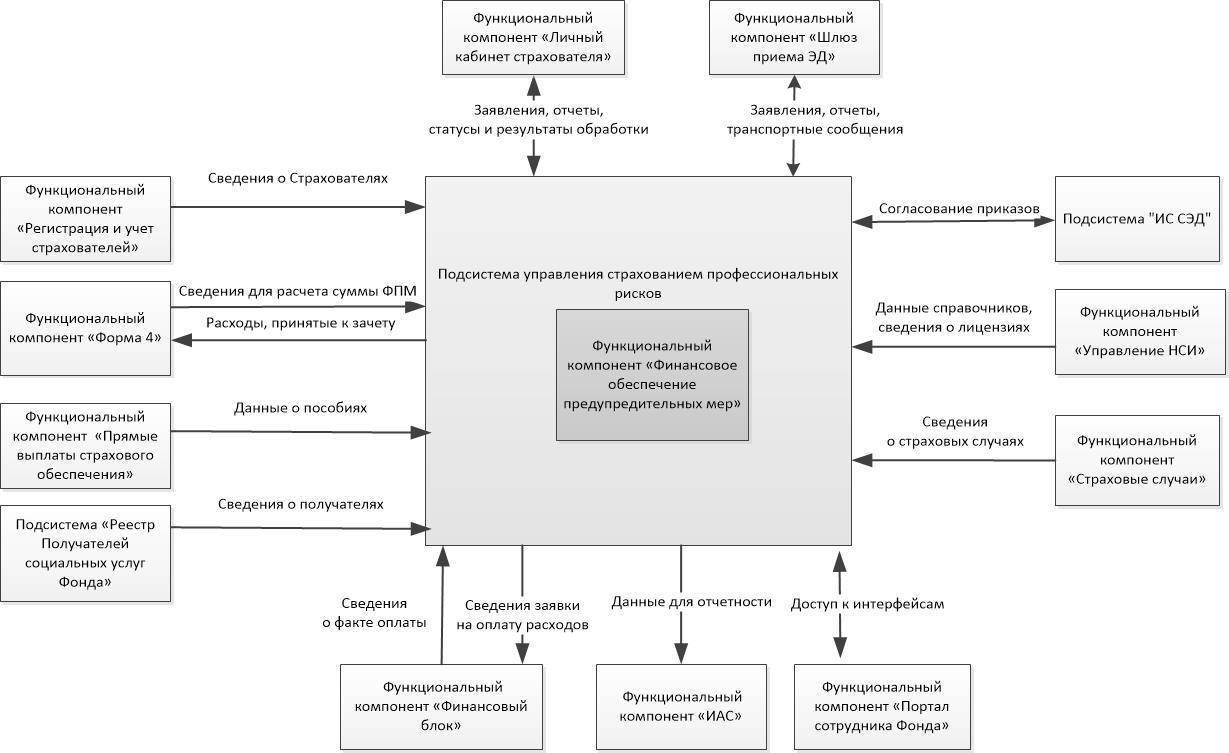 Функциональный
компонент «Личный
кабинет страхователя»
Функциональный
компонент «Шлюз
приема ЭД»
Заявления, отчеты,
статусы и результаты обработки
Заявления, отчеты,
транспортные сообщения
Функциональный
компонент
«Регистрация и учет
страхователей»
Сведения о Страхователях
Согласование приказов
Подсистема "ИС СЭД"
Подсистема управления страхованием профессиональных
рисков
Функциональный
компонент «Финансовое
обеспечение
предупредительных мер»
Функциональный
компонент «Форма 4»
Сведения для расчета суммы ФПМ
Расходы, принятые к зачету
Данные справочников,
сведения о лицензиях
Функциональный
компонент
«Управление НСИ»
Функциональный
компонент «Прямые
выплаты страхового
обеспечения»
Данные о пособиях
Сведения
о страховых случаях
Функциональный
компонент
«Страховые случаи»
Подсистема «Реестр
Получателей
социальных услуг
Фонда»
Сведения о получателях
Сведения
о факте оплаты
Сведения заявки
на оплату расходов
Данные для отчетности
Доступ к интерфейсам
Функциональный
компонент «Финансовый
блок»
Функциональный
компонент «ИАС»
Функциональный
компонент «Портал
сотрудника Фонда»